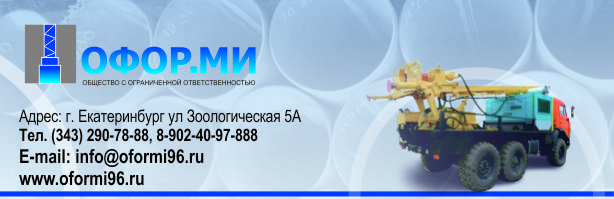 ОФОР.МИ
ОБЩЕСТВО С ОГРАНИЧЕННОЙ ОТВЕТСТВЕННОСТЬЮ
Адрес: г. Екатеринбург ул Зоологическая 5А
Тел. (343) 290-78-88, 8-902-40-97-888
E-mail: info@oformi96.ru
www.oformi96.ru